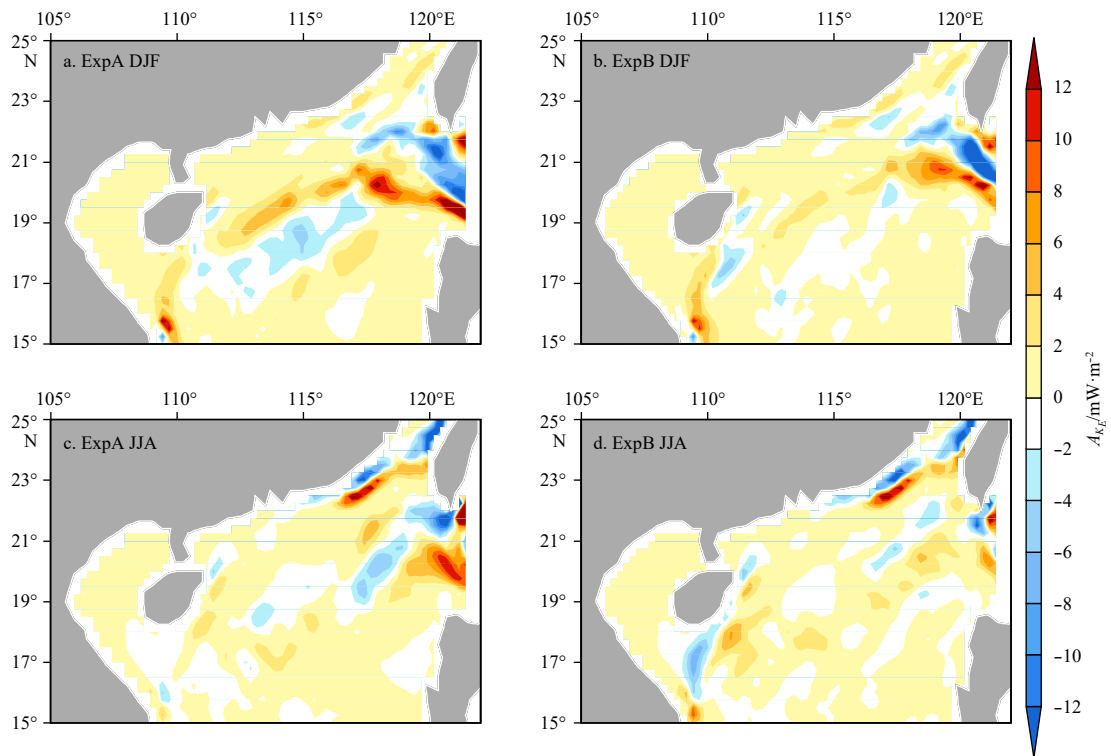 105° 110° 115° 120°E
105° 110° 115° 120°E
25°
N
23°
21°
19°
17°
15°
a. ExpA DJF
25°
N
23°
21°
19°
17°
15°
b. ExpB DJF
105° 110° 115° 120°E
105° 110° 115° 120°E
25°
N
23°
21°
19°
17°
15°
c. ExpA JJA
25°
N
23°
21°
19°
17°
15°
d. ExpB JJA
12
10
8
6
4
2
0
-2
-4
-6
-8
-10
-12
A_{K_E}/mW·m⁻²